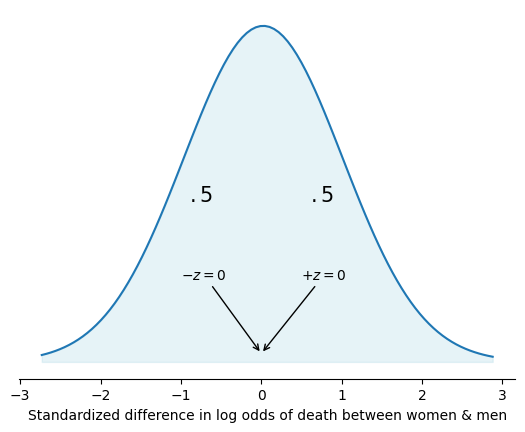 .5 .5
−z = 0 +z = 0
−3 −2 −1 0 1 2 3
Standardized difference in log odds of death between women & men